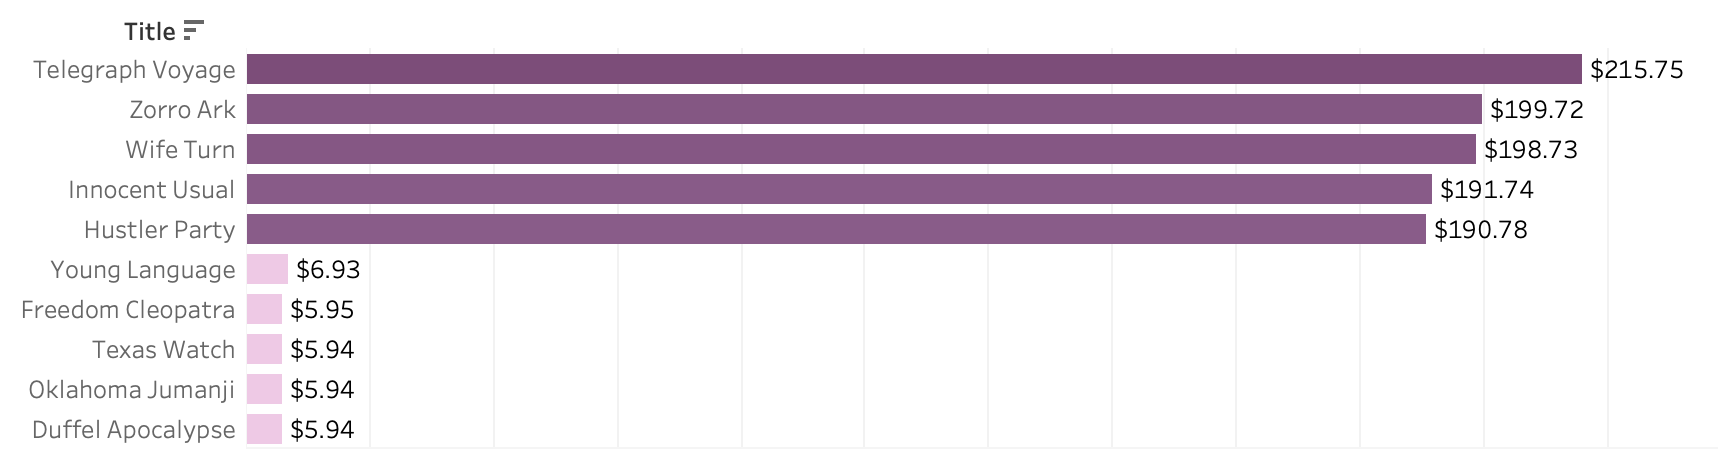 Title
Telegraph Voyage $215.75
Zorro Ark $199.72
Wife Turn $198.73
Innocent Usual $191.74
Hustler Party $190.78
Young Language $6.93
Freedom Cleopatra $5.95
Texas Watch $5.94
Oklahoma Jumanji $5.94
Duffel Apocalypse $5.94